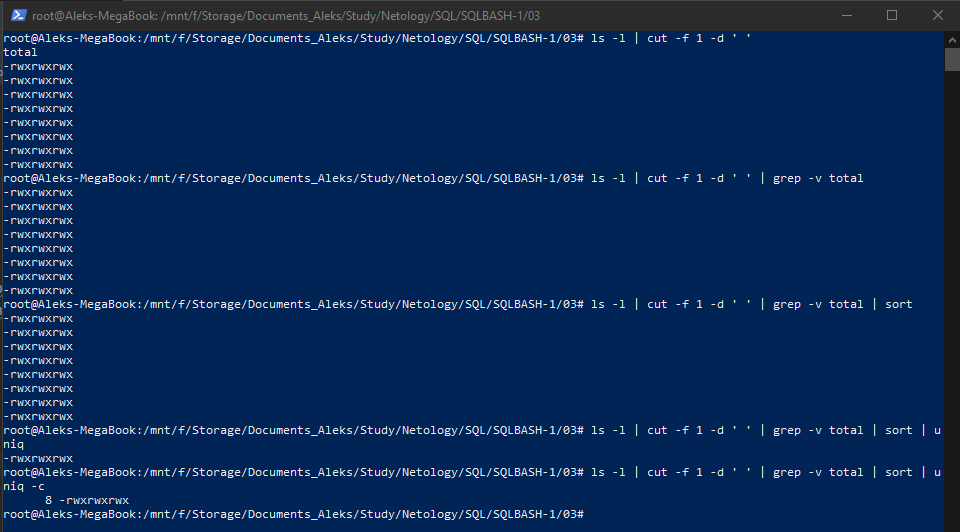 root@Aleks-MegaBook: /mnt/f/Storage/Documents_Aleks/Study/Netology/SQL/SQLBASH-1/03
root@Aleks-MegaBook:/mnt/f/Storage/Documents_Aleks/Study/Netology/SQL/SQLBASH-1/03# ls -l | cut -f 1 -d ' '
total
-rwxrwxrwx
-rwxrwxrwx
-rwxrwxrwx
-rwxrwxrwx
-rwxrwxrwx
-rwxrwxrwx
-rwxrwxrwx
-rwxrwxrwx
root@Aleks-MegaBook:/mnt/f/Storage/Documents_Aleks/Study/Netology/SQL/SQLBASH-1/03# ls -l | cut -f 1 -d ' ' | grep -v total
-rwxrwxrwx
-rwxrwxrwx
-rwxrwxrwx
-rwxrwxrwx
-rwxrwxrwx
-rwxrwxrwx
-rwxrwxrwx
-rwxrwxrwx
root@Aleks-MegaBook:/mnt/f/Storage/Documents_Aleks/Study/Netology/SQL/SQLBASH-1/03# ls -l | cut -f 1 -d ' ' | grep -v total | sort
-rwxrwxrwx
-rwxrwxrwx
-rwxrwxrwx
-rwxrwxrwx
-rwxrwxrwx
-rwxrwxrwx
-rwxrwxrwx
-rwxrwxrwx
root@Aleks-MegaBook:/mnt/f/Storage/Documents_Aleks/Study/Netology/SQL/SQLBASH-1/03# ls -l | cut -f 1 -d ' ' | grep -v total | sort | u
niq
-rwxrwxrwx
root@Aleks-MegaBook:/mnt/f/Storage/Documents_Aleks/Study/Netology/SQL/SQLBASH-1/03# ls -l | cut -f 1 -d ' ' | grep -v total | sort | u
niq -c
      8 -rwxrwxrwx
root@Aleks-MegaBook:/mnt/f/Storage/Documents_Aleks/Study/Netology/SQL/SQLBASH-1/03#